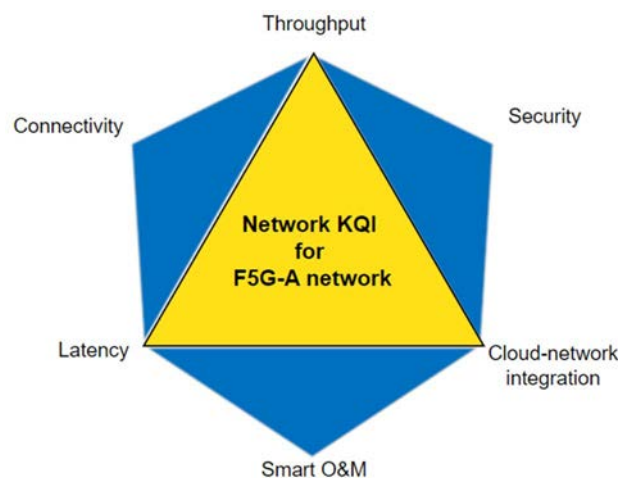 Throughput
Connectivity
Security
Network KQI
for
F5G-A network
Latency
Cloud-network
integration
Smart O&M